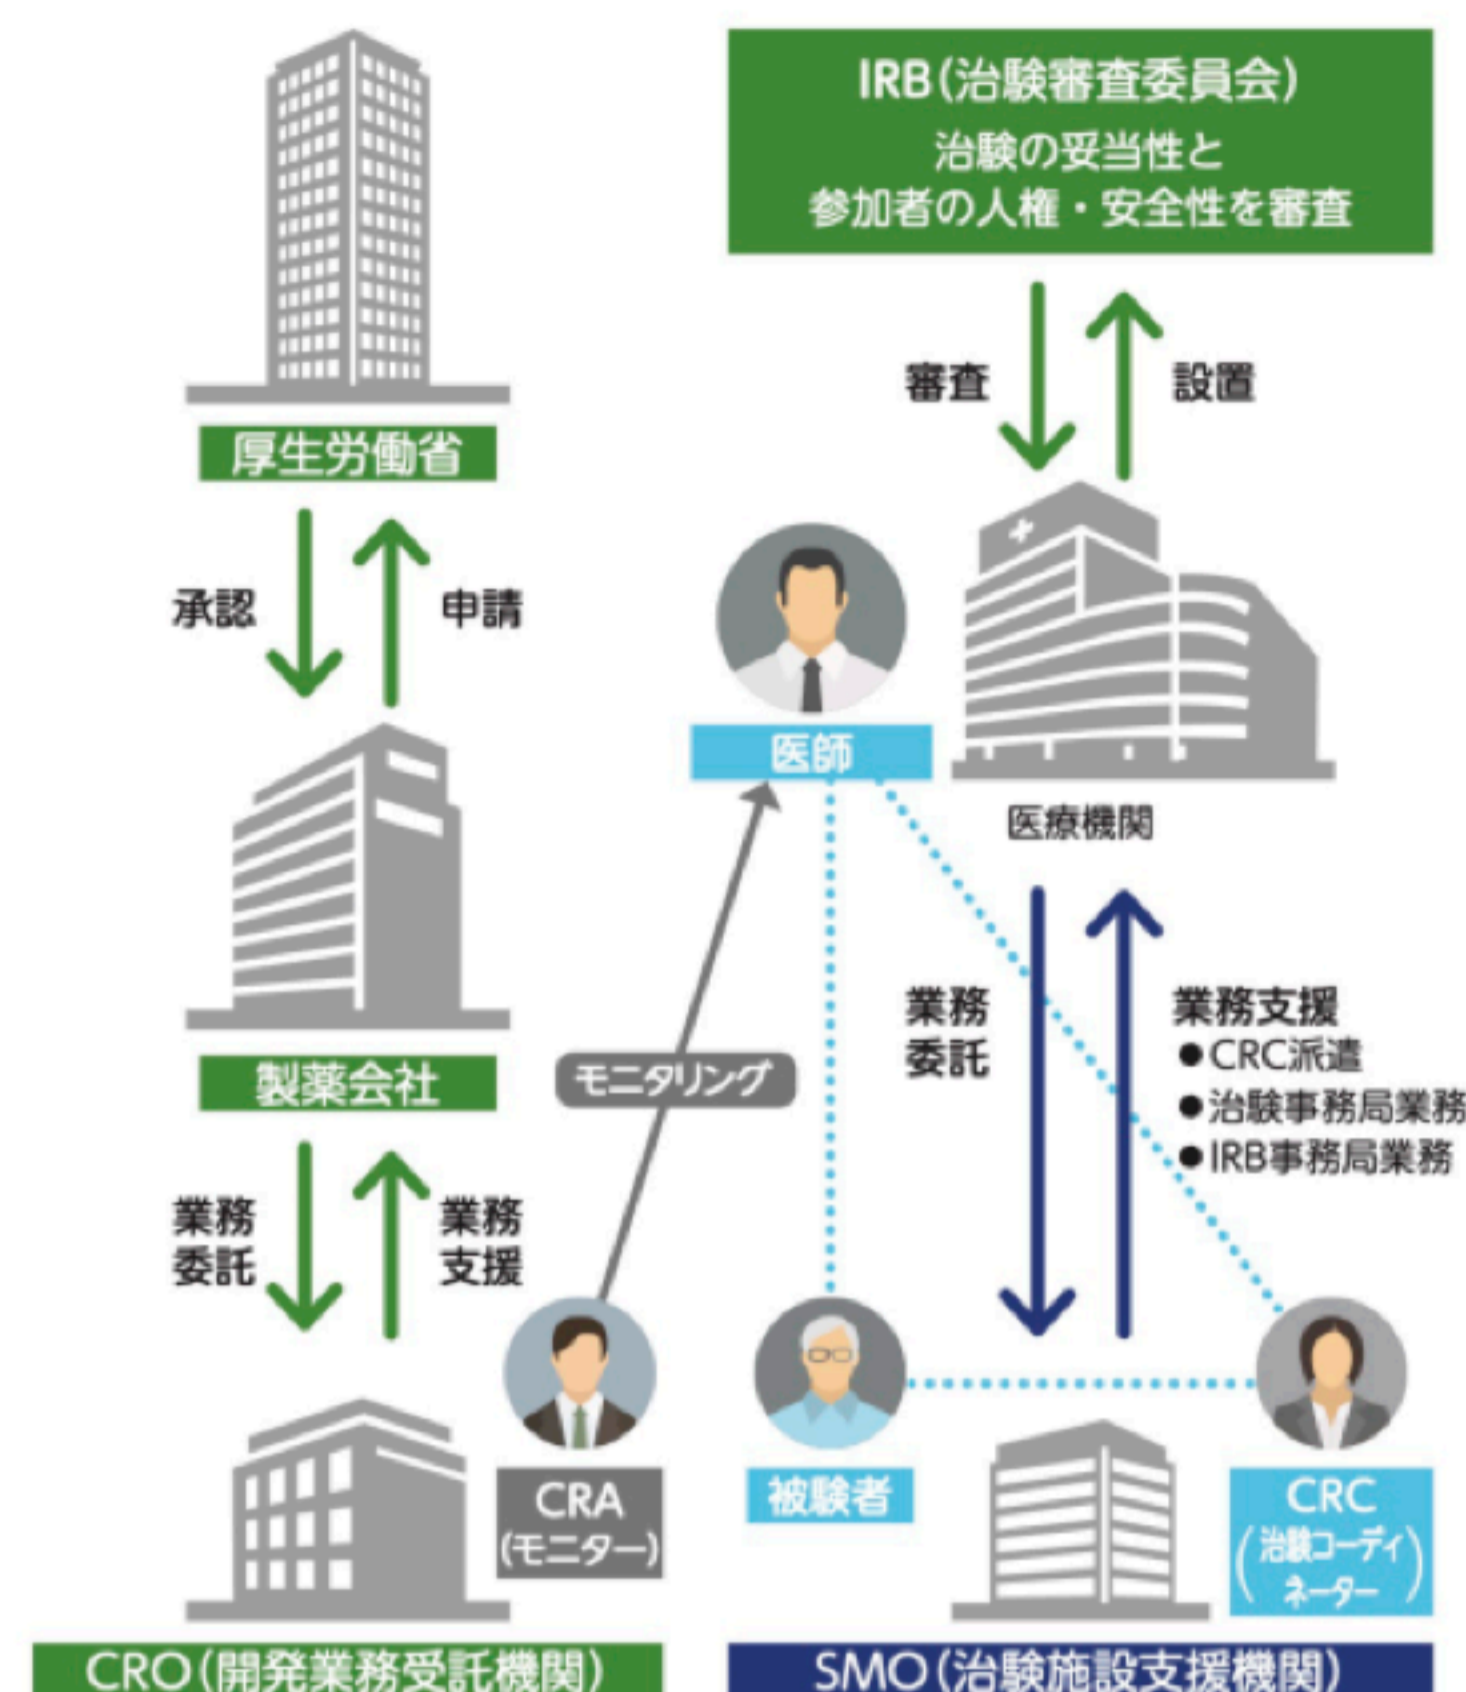 IRB(治験審査委員会)
治験の妥当性と
参加者の人権・安全性を審査
審査
設置
厚生労働省
承認
申請
医師
医療機関
製薬会社
モニタリング
業務
委託
業務支援
●CRC派遣
●治験事務局業務
●IRB事務局業務
業務
委託
業務
支援
CRA
(モニター)
被験者
CRC
(治験コーディ
ネーター)
CRO(開発業務受託機関)
SMO(治験施設支援機関)